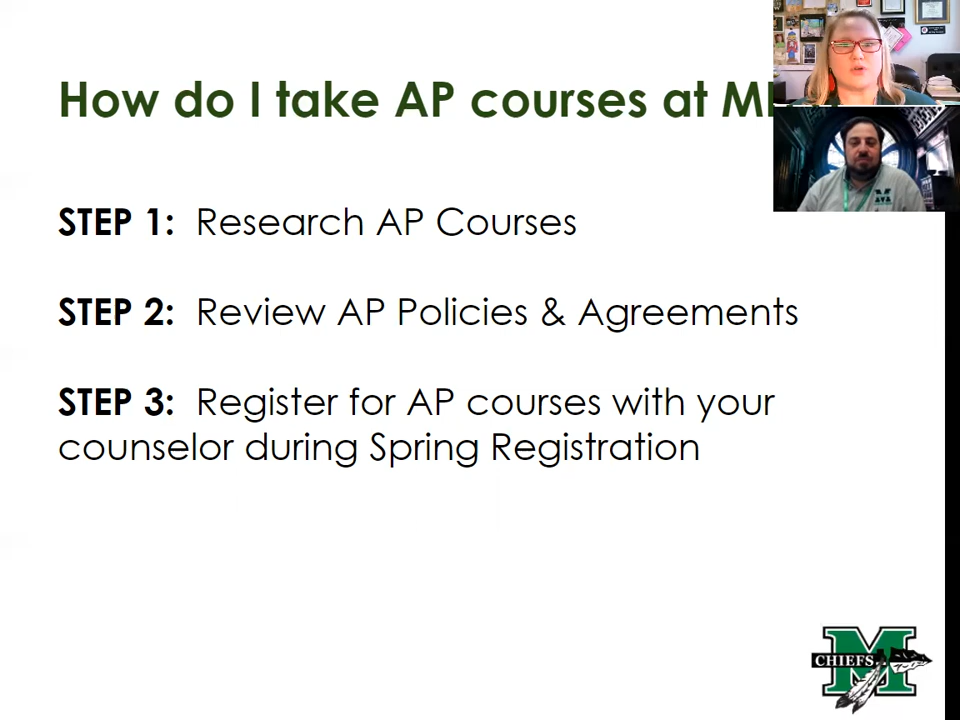 How do I take AP courses at
STEP 1: Research AP Courses
STEP 2: Review AP Policies & Agreements
STEP 3: Register for AP courses with your
counselor during Spring Registration
M
CHIEFS